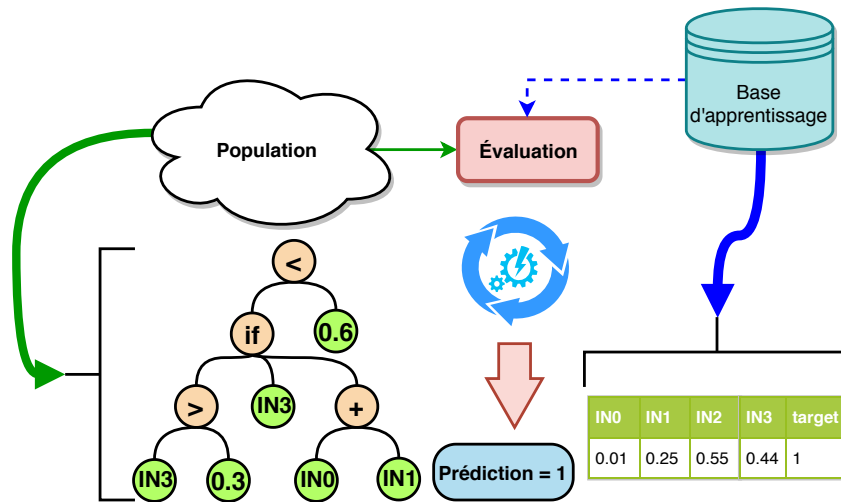 Base
d'apprentissage
Population
Évaluation
<
if
0.6
>
IN3
+
IN3
0.3
IN0
IN1
Prédiction = 1
IN0 IN1 IN2 IN3 target
0.01 0.25 0.55 0.44 1